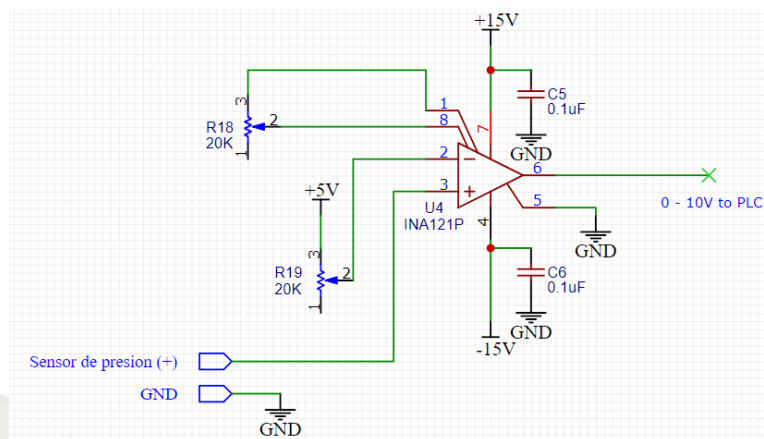 +15V
C5
0.1uF
GND
R18
20K
3
2
1
1
8
7
2
3
6
5
4
U4
INA121P
0 - 10V to PLC
GND
+5V
R19
20K
3
2
1
C6
0.1uF
GND
-15V
Sensor de presion (+)
GND
GND